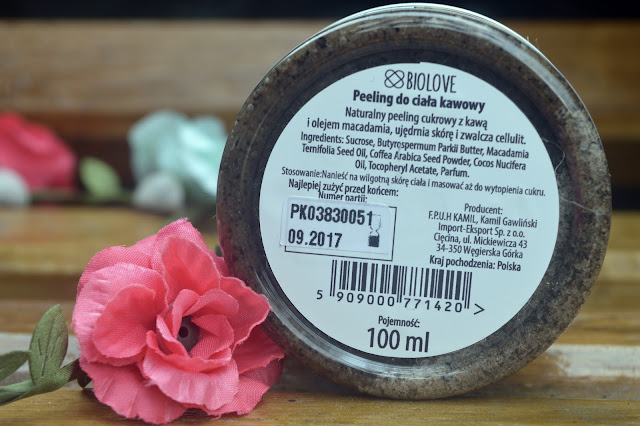 BIOLOVE
Peeling do ciała kawowy
Naturalny peeling cukrowy z kawą
i olejem macadamia, ujędrnia skórę i zwalcza cellulit.
Ingredients: Sucrose, Butyrospermum Parkii Butter, Macadamia
Ternifolia Seed Oil, Coffea Arabica Seed Powder, Cocos Nucifera
Oil, Tocopheryl Acetate, Parfum.
Stosowanie:Nanieść na wilgotną skórę ciała i masować aż do wytopienia cukru.
Najlepiej zużyć przed końcem:
Numer partii:
PK03830051
09.2017
Producent:
F.P.U.H KAMIL, Kamil Gawliński
Import-Eksport Sp. z o.o.
Cięcina, ul. Mickiewicza 43
34-350 Węgierska Górka
Kraj pochodzenia: Polska
5 909000 771420 >
Pojemność:
100 ml